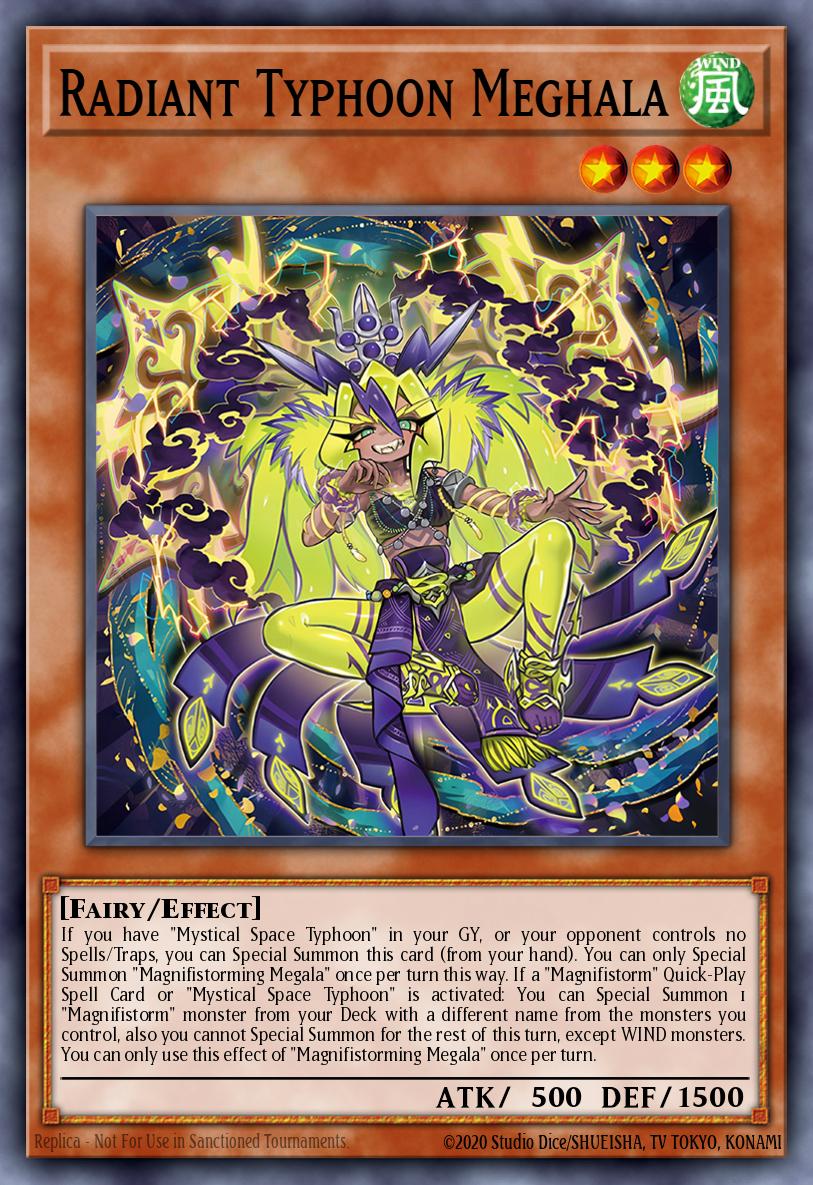 Radiant Typhoon Meghala
WIND
風
[Fairy/Effect]
If you have "Mystical Space Typhoon" in your GY, or your opponent controls no
Spells/Traps, you can Special Summon this card (from your hand). You can only Special
Summon "Magnifistorming Megala" once per turn this way. If a "Magnifistorm" Quick-Play
Spell Card or "Mystical Space Typhoon" is activated: You can Special Summon 1
"Magnifistorm" monster from your Deck with a different name from the monsters you
control, also you cannot Special Summon for the rest of this turn, except WIND monsters.
You can only use this effect of "Magnifistorming Megala" once per turn.
ATK/ 500 DEF/1500
Replica - Not For Use in Sanctioned Tournaments. ©2020 Studio Dice/SHUEISHA, TV TOKYO, KONAMI